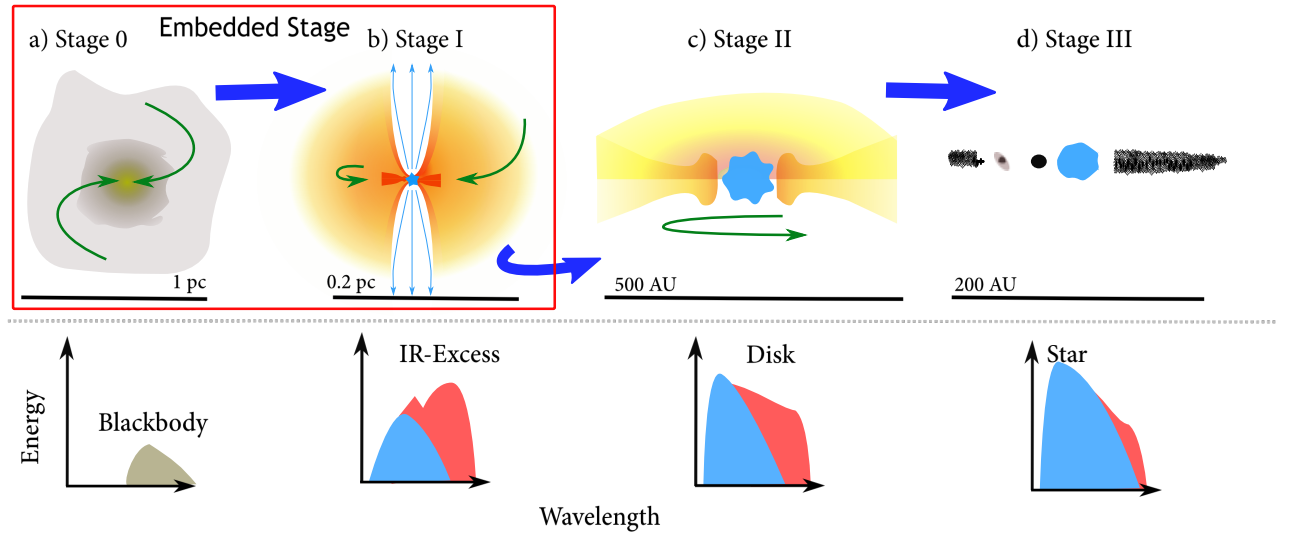 Embedded Stage
a) Stage 0
b) Stage I
c) Stage II
d) Stage III
1 pc
0.2 pc
500 AU
200 AU
IR-Excess
Disk
Star
Blackbody
Energy
Wavelength